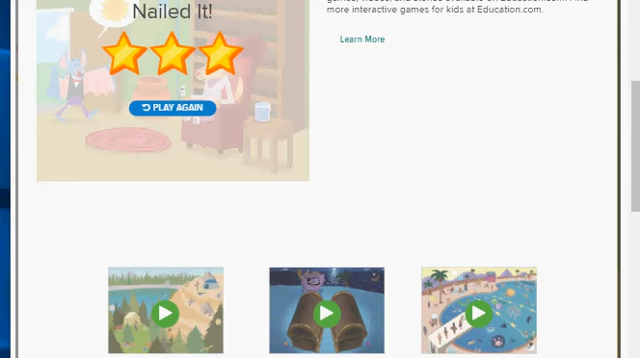 Nailed It!
PLAY AGAIN
more interactive games for kids at Education.com.
Learn More